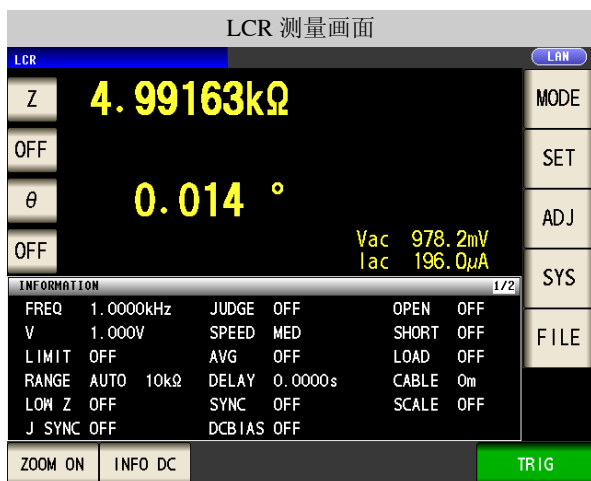 LCR 测量画面
LCR LAN
Z 4.99163kΩ MODE
OFF SET
θ 0.014 ° ADJ
OFF Vac 978.2mV
Iac 196.0μA SYS
INFORMATION 1/2
FREQ 1.0000kHz JUDGE OFF OPEN OFF
V 1.000V SPEED MED SHORT OFF FILE
LIMIT OFF AVG OFF LOAD OFF
RANGE AUTO 10kΩ DELAY 0.0000s CABLE 0m
LOW Z OFF SYNC OFF SCALE OFF
J SYNC OFF DCBIAS OFF
ZOOM ON INFO DC TRIG